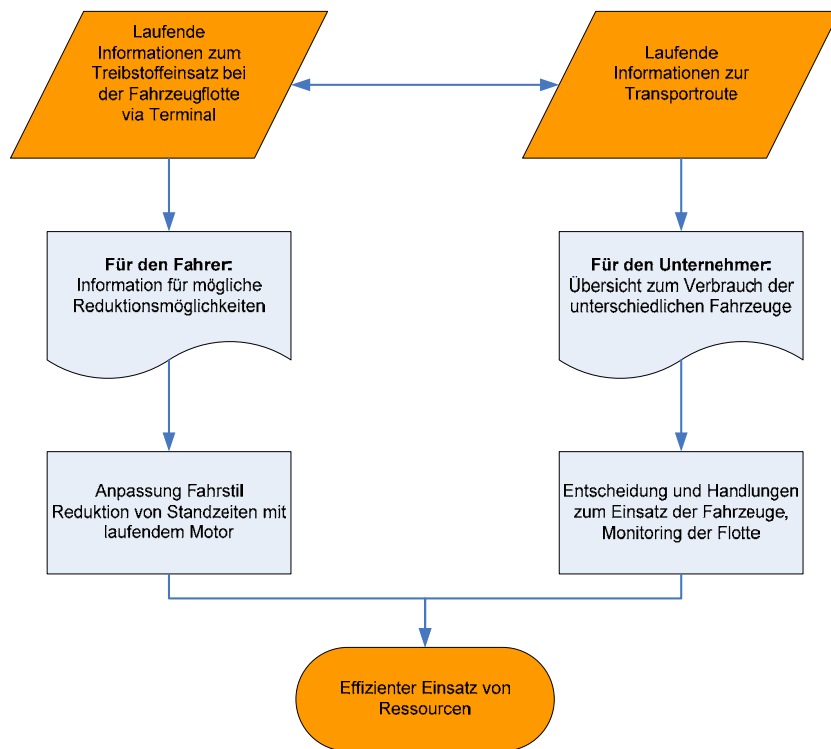 Laufende
Informationen zum
Treibstoffeinsatz bei
der Fahrzeugflotte
via Terminal
Laufende
Informationen zur
Transportroute
Für den Fahrer:
Information für mögliche
Reduktionsmöglichkeiten
Für den Unternehmer:
Übersicht zum Verbrauch der
unterschiedlichen Fahrzeuge
Anpassung Fahrstil
Reduktion von Standzeiten mit
laufendem Motor
Entscheidung und Handlungen
zum Einsatz der Fahrzeuge,
Monitoring der Flotte
Effizienter Einsatz von
Ressourcen